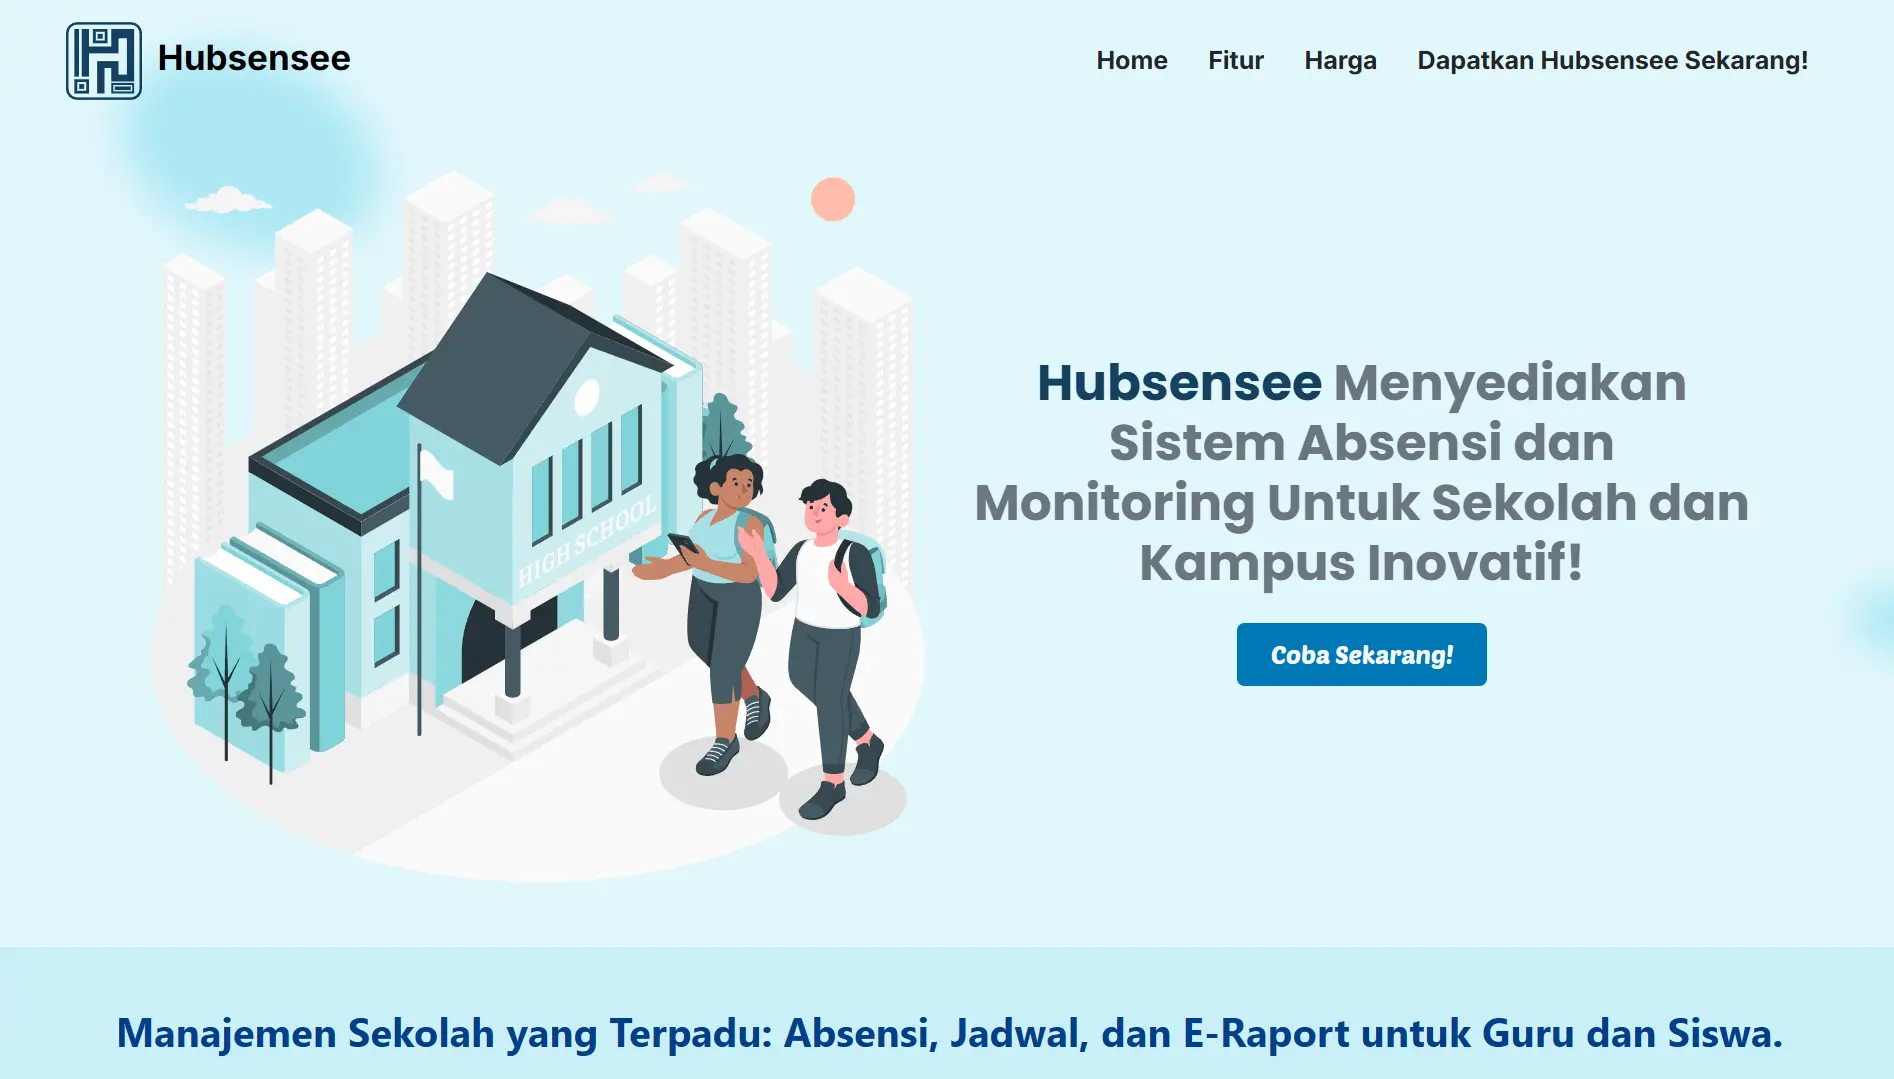 Hubsensee
Home Fitur Harga Dapatkan Hubsensee Sekarang!
HIGH SCHOOL
Hubsensee Menyediakan
Sistem Absensi dan
Monitoring Untuk Sekolah dan
Kampus Inovatif!
Coba Sekarang!
Manajemen Sekolah yang Terpadu: Absensi, Jadwal, dan E-Raport untuk Guru dan Siswa.